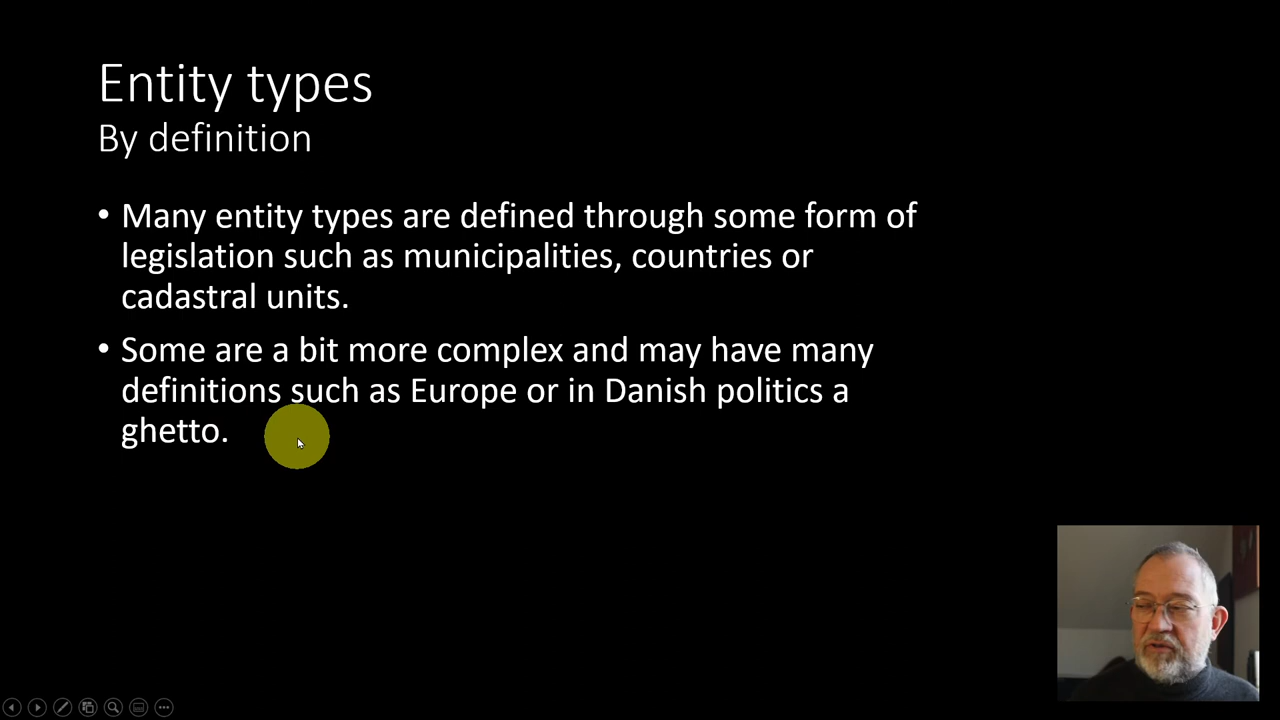 Entity types
By definition
• Many entity types are defined through some form of
legislation such as municipalities, countries or
cadastral units.
• Some are a bit more complex and may have many
definitions such as Europe or in Danish politics a
ghetto.